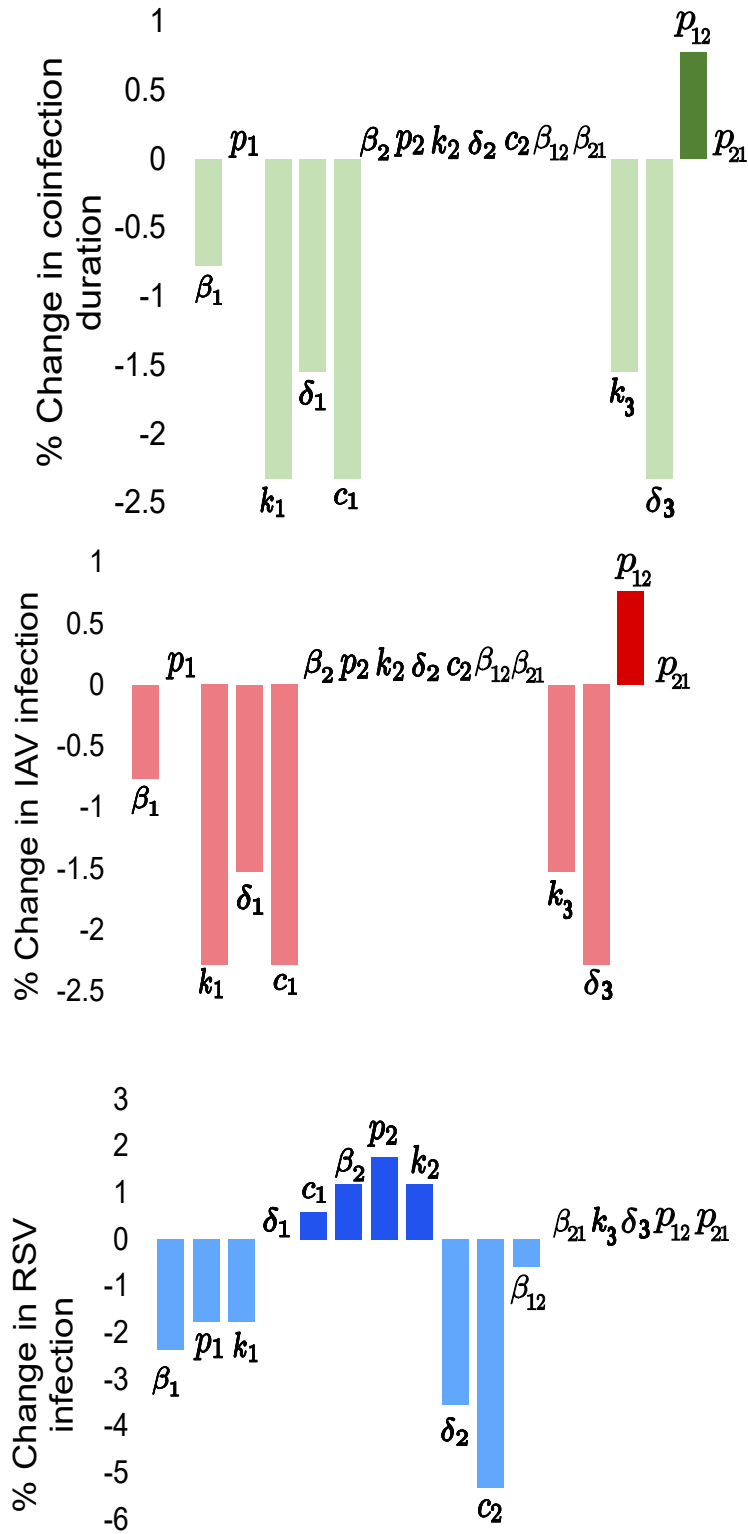 % Change in coinfection
duration
1
0.5
0
-0.5
-1
-1.5
-2
-2.5
β₁
p₁
k₁
δ₁
c₁
β₂ p₂ k₂ δ₂ c₂ β₁₂ β₂₁
k₃
δ₃
p₁₂
p₂₁
% Change in IAV infection
1
0.5
0
-0.5
-1
-1.5
-2
-2.5
β₁
p₁
k₁
δ₁
c₁
β₂ p₂ k₂ δ₂ c₂ β₁₂ β₂₁
k₃
δ₃
p₁₂
p₂₁
% Change in RSV
infection
3
2
1
0
-1
-2
-3
-4
-5
-6
β₁
p₁
k₁
δ₁
c₁
β₂
p₂
k₂
δ₂
c₂
β₁₂
β₂₁ k₃ δ₃ p₁₂ p₂₁